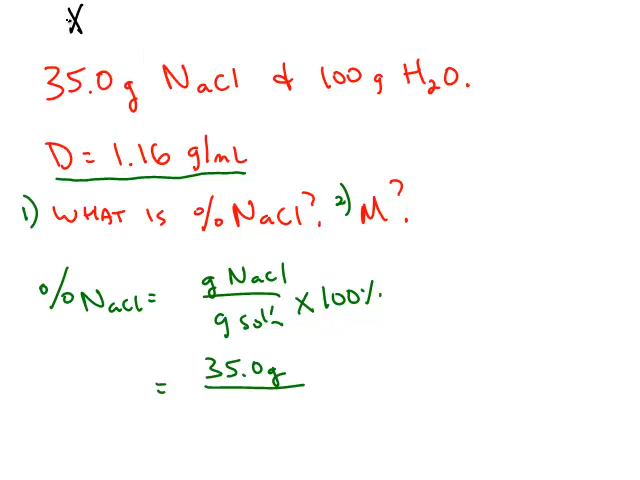 X
35.0g NaCl & 100g H₂O.
D = 1.16 g/mL
1) WHAT IS % NaCl? 2) M?
% NaCl = g NaCl / g sol'n x 100%
= 35.0g